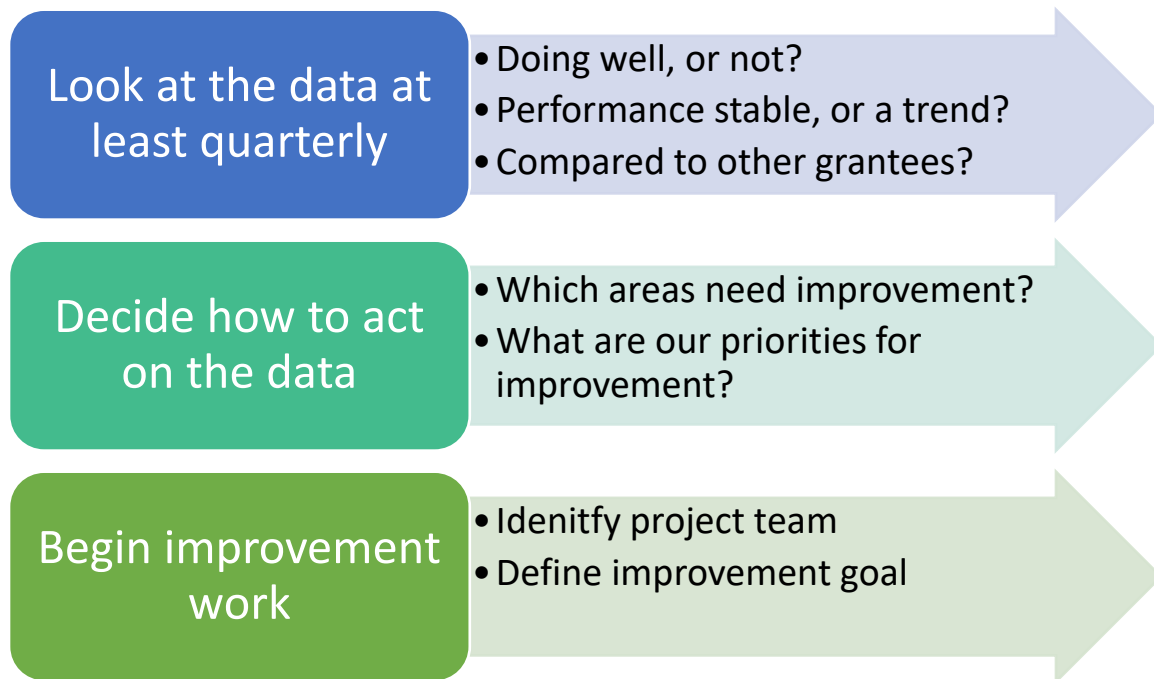 Look at the data at
least quarterly
• Doing well, or not?
• Performance stable, or a trend?
• Compared to other grantees?
Decide how to act
on the data
• Which areas need improvement?
• What are our priorities for
improvement?
Begin improvement
work
• Idenitfy project team
• Define improvement goal